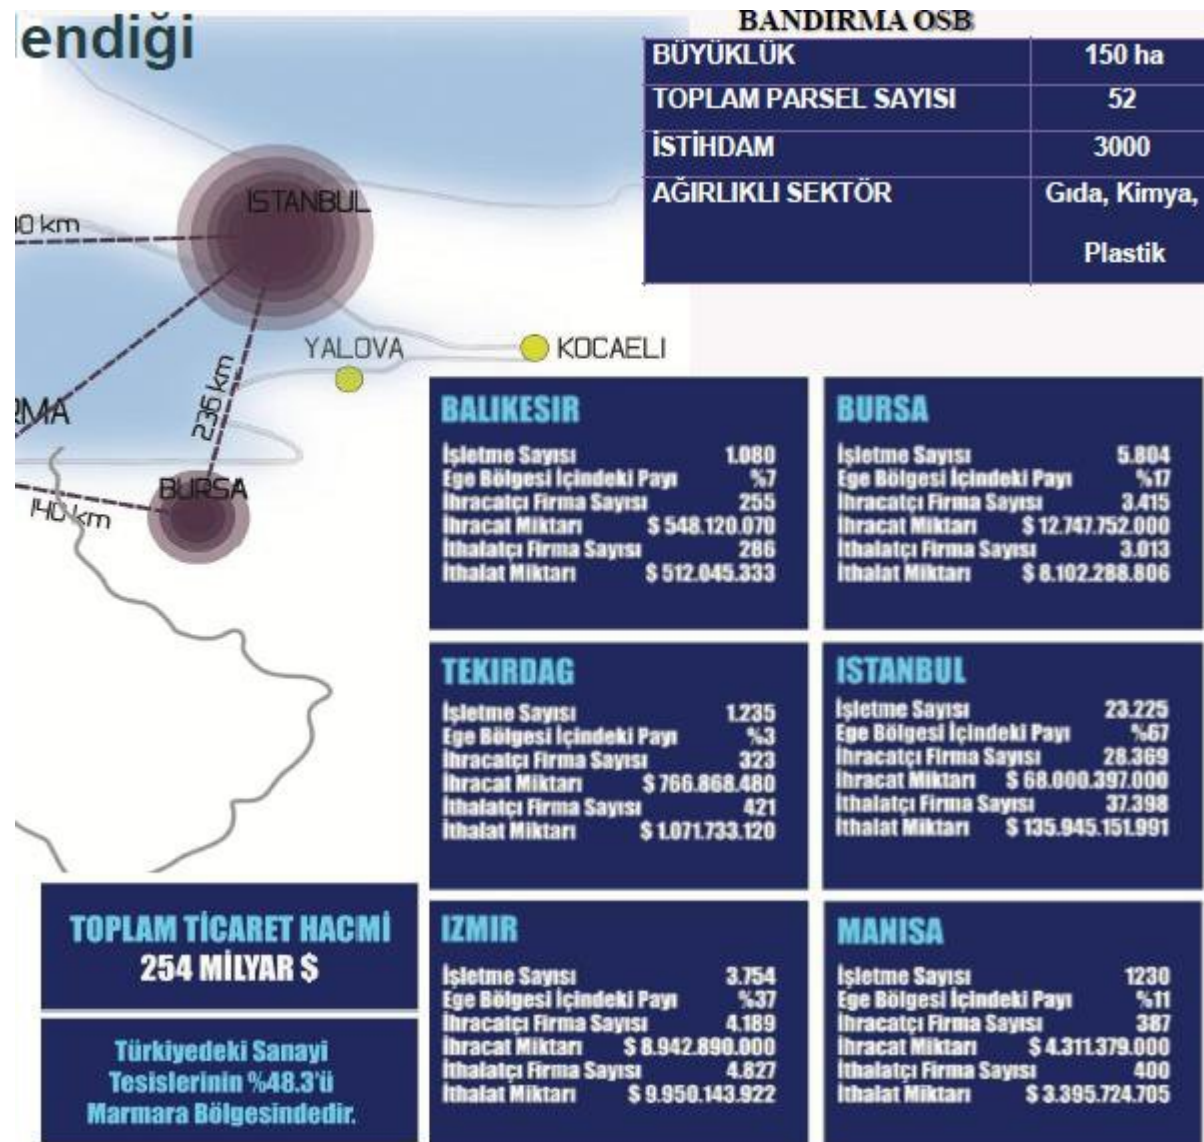 lendiği
BANDIRMA OSB
BÜYÜKLÜK 150 ha
TOPLAM PARSEL SAYISI 52
İSTİHDAM 3000
AĞIRLIKLI SEKTÖR Gıda, Kimya,
Plastik
İSTANBUL
km
YALOVA
KOCAELI
236 km
RMA
BURSA
140 km
BALIKESIR
İşletme Sayısı 1.080
Ege Bölgesi İçindeki Payı %7
İhracatçı Firma Sayısı 255
İhracat Miktarı $ 548.120.070
İthalatçı Firma Sayısı 286
İthalat Miktarı $ 512.045.333
BURSA
İşletme Sayısı 5.804
Ege Bölgesi İçindeki Payı %17
İhracatçı Firma Sayısı 3.415
İhracat Miktarı $ 12.747.752.000
İthalatçı Firma Sayısı 3.013
İthalat Miktarı $ 8.102.288.806
TEKIRDAG
İşletme Sayısı 1.235
Ege Bölgesi İçindeki Payı %3
İhracatçı Firma Sayısı 323
İhracat Miktarı $ 766.868.480
İthalatçı Firma Sayısı 421
İthalat Miktarı $ 1.071.733.120
ISTANBUL
İşletme Sayısı 23.225
Ege Bölgesi İçindeki Payı %67
İhracatçı Firma Sayısı 28.369
İhracat Miktarı $ 68.000.397.000
İthalatçı Firma Sayısı 37.398
İthalat Miktarı $ 135.945.151.991
TOPLAM TİCARET HACMİ
254 MİLYAR $
Türkiyedeki Sanayi
Tesislerinin %48.3'ü
Marmara Bölgesindedir.
IZMIR
İşletme Sayısı 3.754
Ege Bölgesi İçindeki Payı %37
İhracatçı Firma Sayısı 4.189
İhracat Miktarı $ 8.942.890.000
İthalatçı Firma Sayısı 4.827
İthalat Miktarı $ 9.950.143.922
MANISA
İşletme Sayısı 1230
Ege Bölgesi İçindeki Payı %11
İhracatçı Firma Sayısı 387
İhracat Miktarı $ 4.311.379.000
İthalatçı Firma Sayısı 400
İthalat Miktarı $ 3.395.724.705